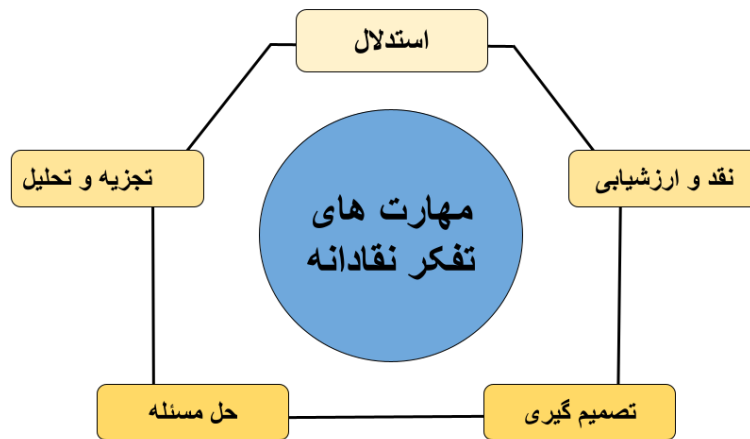 استدلال
نقد و ارزشیابی
تجزیه و تحلیل
مهارت های
تفکر نقادانه
تصمیم گیری
حل مسئله